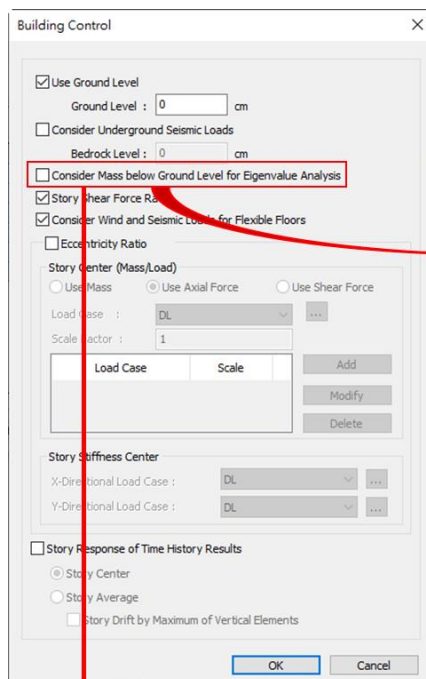 Building Control
Use Ground Level
Ground Level : 0 cm
Consider Underground Seismic Loads
Bedrock Level : 0 cm
Consider Mass below Ground Level for Eigenvalue Analysis
Story Shear Force
Consider Wind and Seismic Loads for Flexible Floors
Eccentricity Ratio
Story Center (Mass/Load)
Use Mass Use Axial Force Use Shear Force
Load Case : DL ...
Scale Factor : 1
Load Case Scale Add
Modify
Delete
Story Stiffness Center
X-Directional Load Case : DL ...
Y-Directional Load Case : DL ...
Story Response of Time History Results
Story Center
Story Average
Story Drift by Maximum of Vertical Elements
OK Cancel